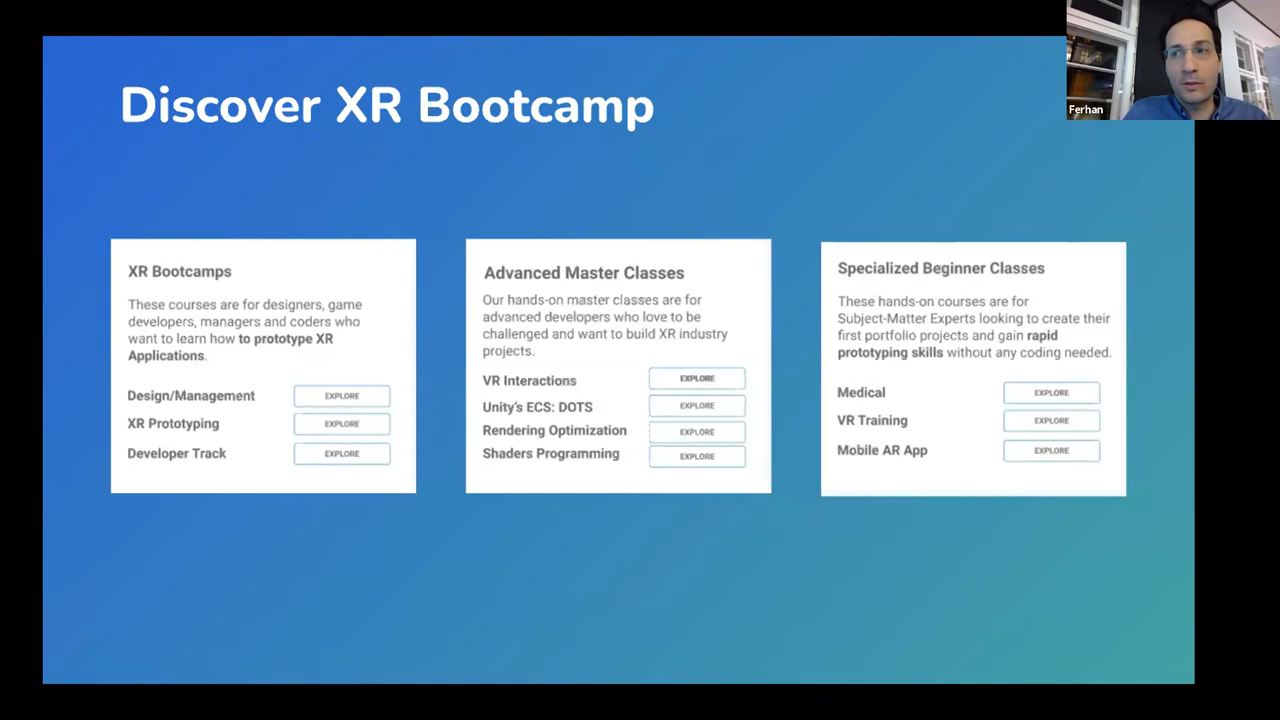 Discover XR Bootcamp
Ferhan
XR Bootcamps
These courses are for designers, game
developers, managers and coders who
want to learn how to prototype XR
Applications.
Design/Management EXPLORE
XR Prototyping EXPLORE
Developer Track EXPLORE
Advanced Master Classes
Our hands-on master classes are for
advanced developers who love to be
challenged and want to build XR industry
projects.
VR Interactions EXPLORE
Unity's ECS: DOTS EXPLORE
Rendering Optimization EXPLORE
Shaders Programming EXPLORE
Specialized Beginner Classes
These hands-on courses are for
Subject-Matter Experts looking to create their
first portfolio projects and gain rapid
prototyping skills without any coding needed.
Medical EXPLORE
VR Training EXPLORE
Mobile AR App EXPLORE